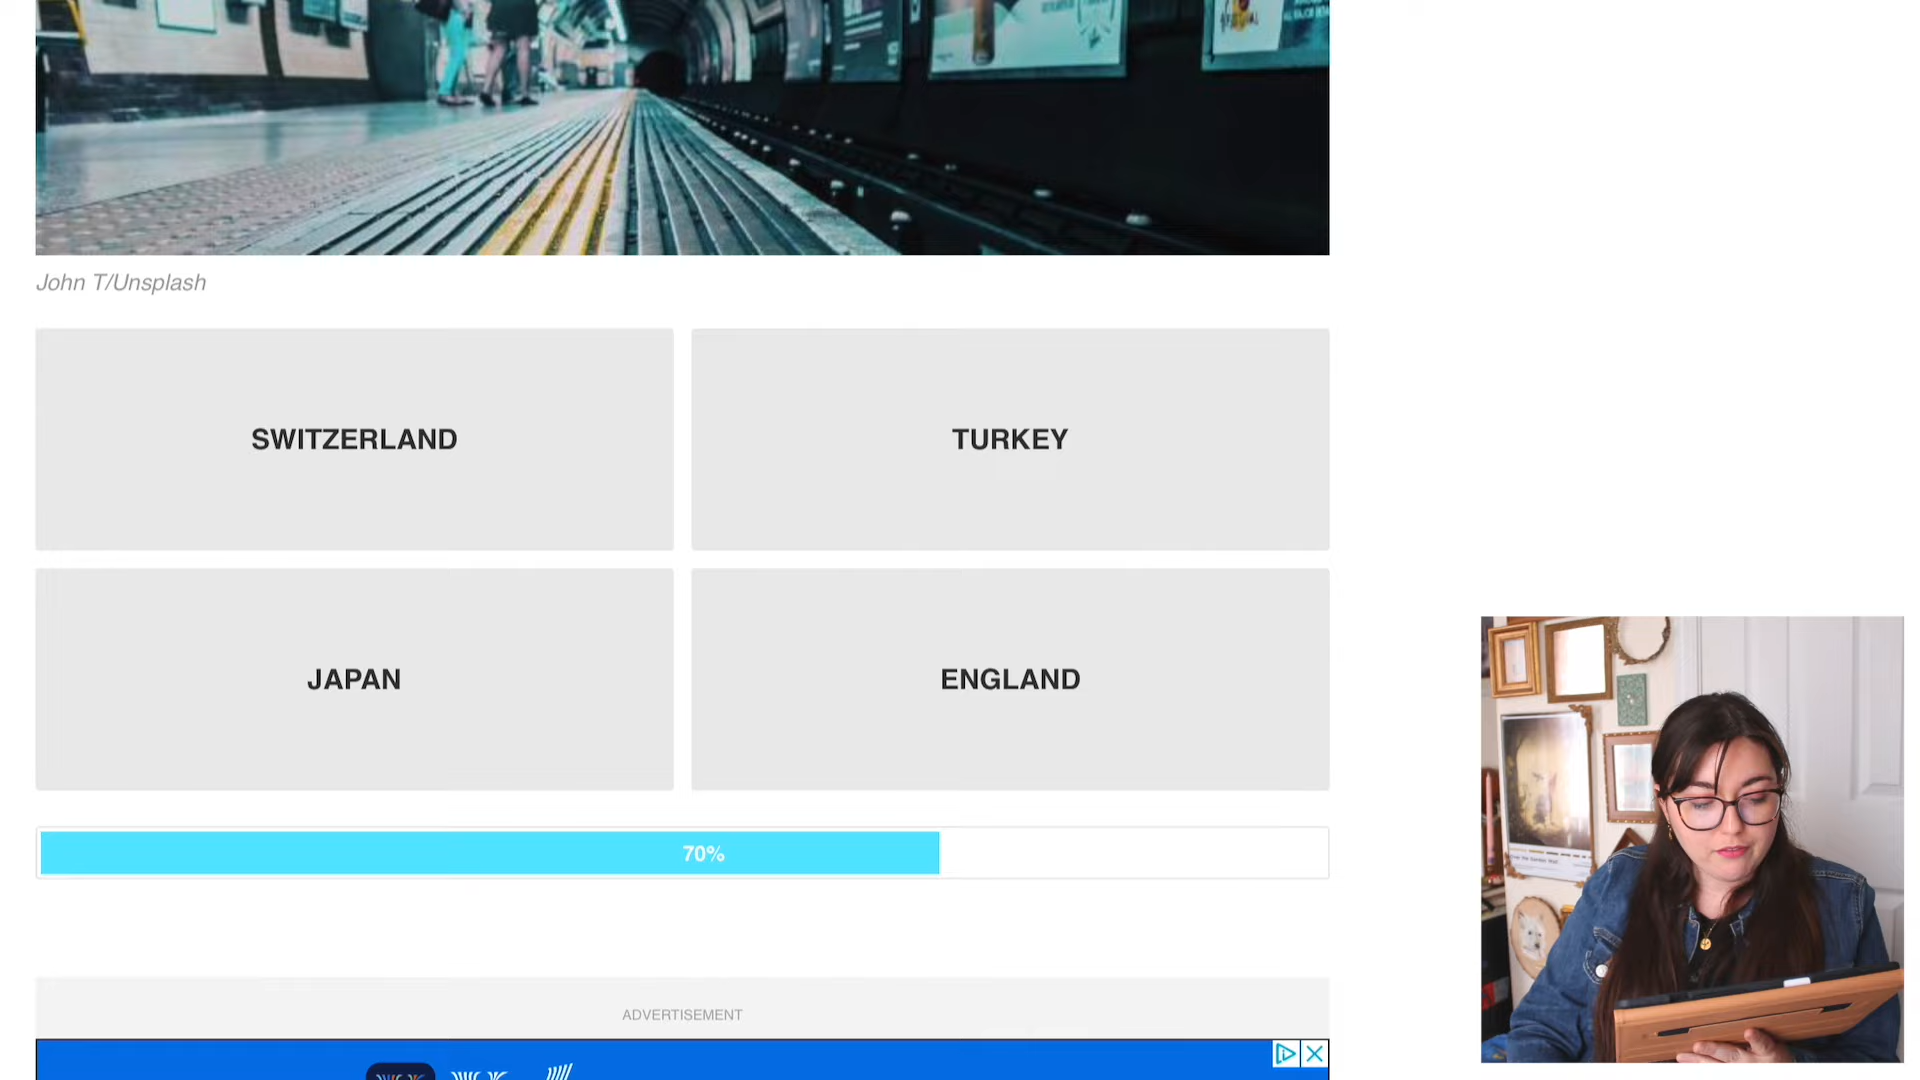 John T/Unsplash
SWITZERLAND
TURKEY
JAPAN
ENGLAND
70%
ADVERTISEMENT